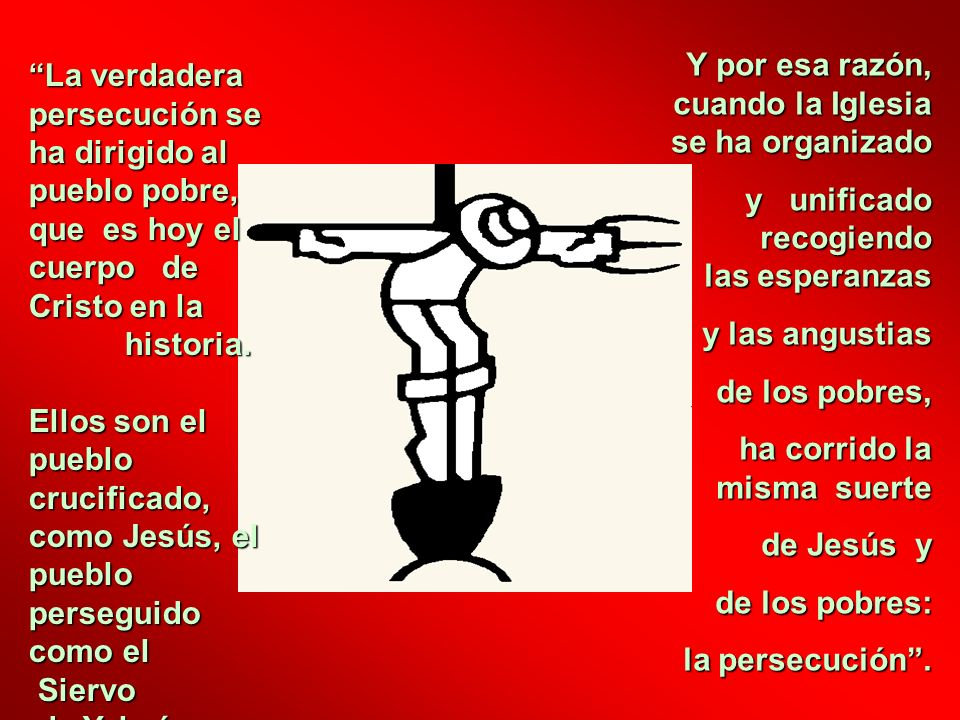 “La verdadera
persecución se
ha dirigido al
pueblo pobre,
que es hoy el
cuerpo de
Cristo en la
historia.
Ellos son el
pueblo
crucificado,
como Jesús, el
pueblo
perseguido
como el
Siervo
Y por esa razón,
cuando la Iglesia
se ha organizado
y unificado
recogiendo
las esperanzas
y las angustias
de los pobres,
ha corrido la
misma suerte
de Jesús y
de los pobres:
la persecución”.